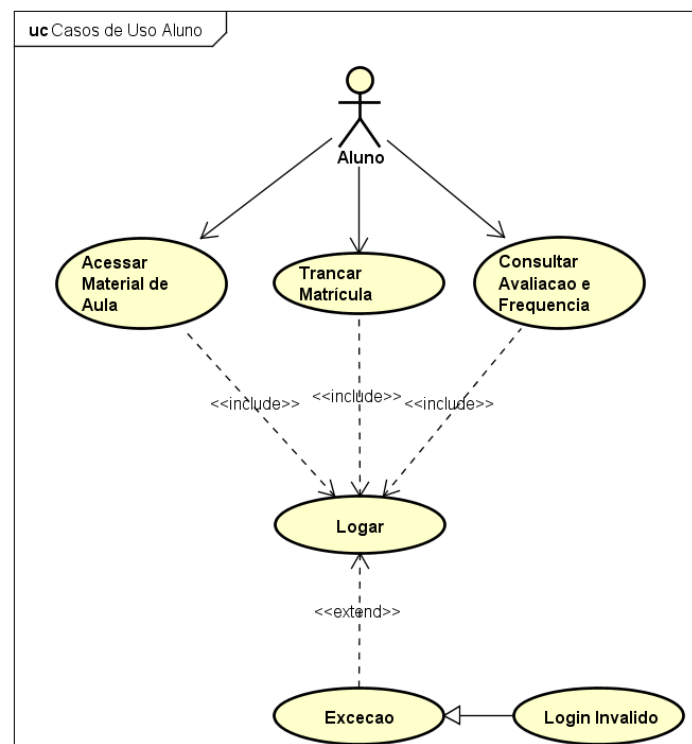 uc Casos de Uso Aluno
Aluno
Acessar
Material de
Aula
Trancar
Matrícula
Consultar
Avaliacao e
Frequencia
<<include>>
<<include>>
<<include>>
Logar
<<extend>>
Excecao
Login Invalido